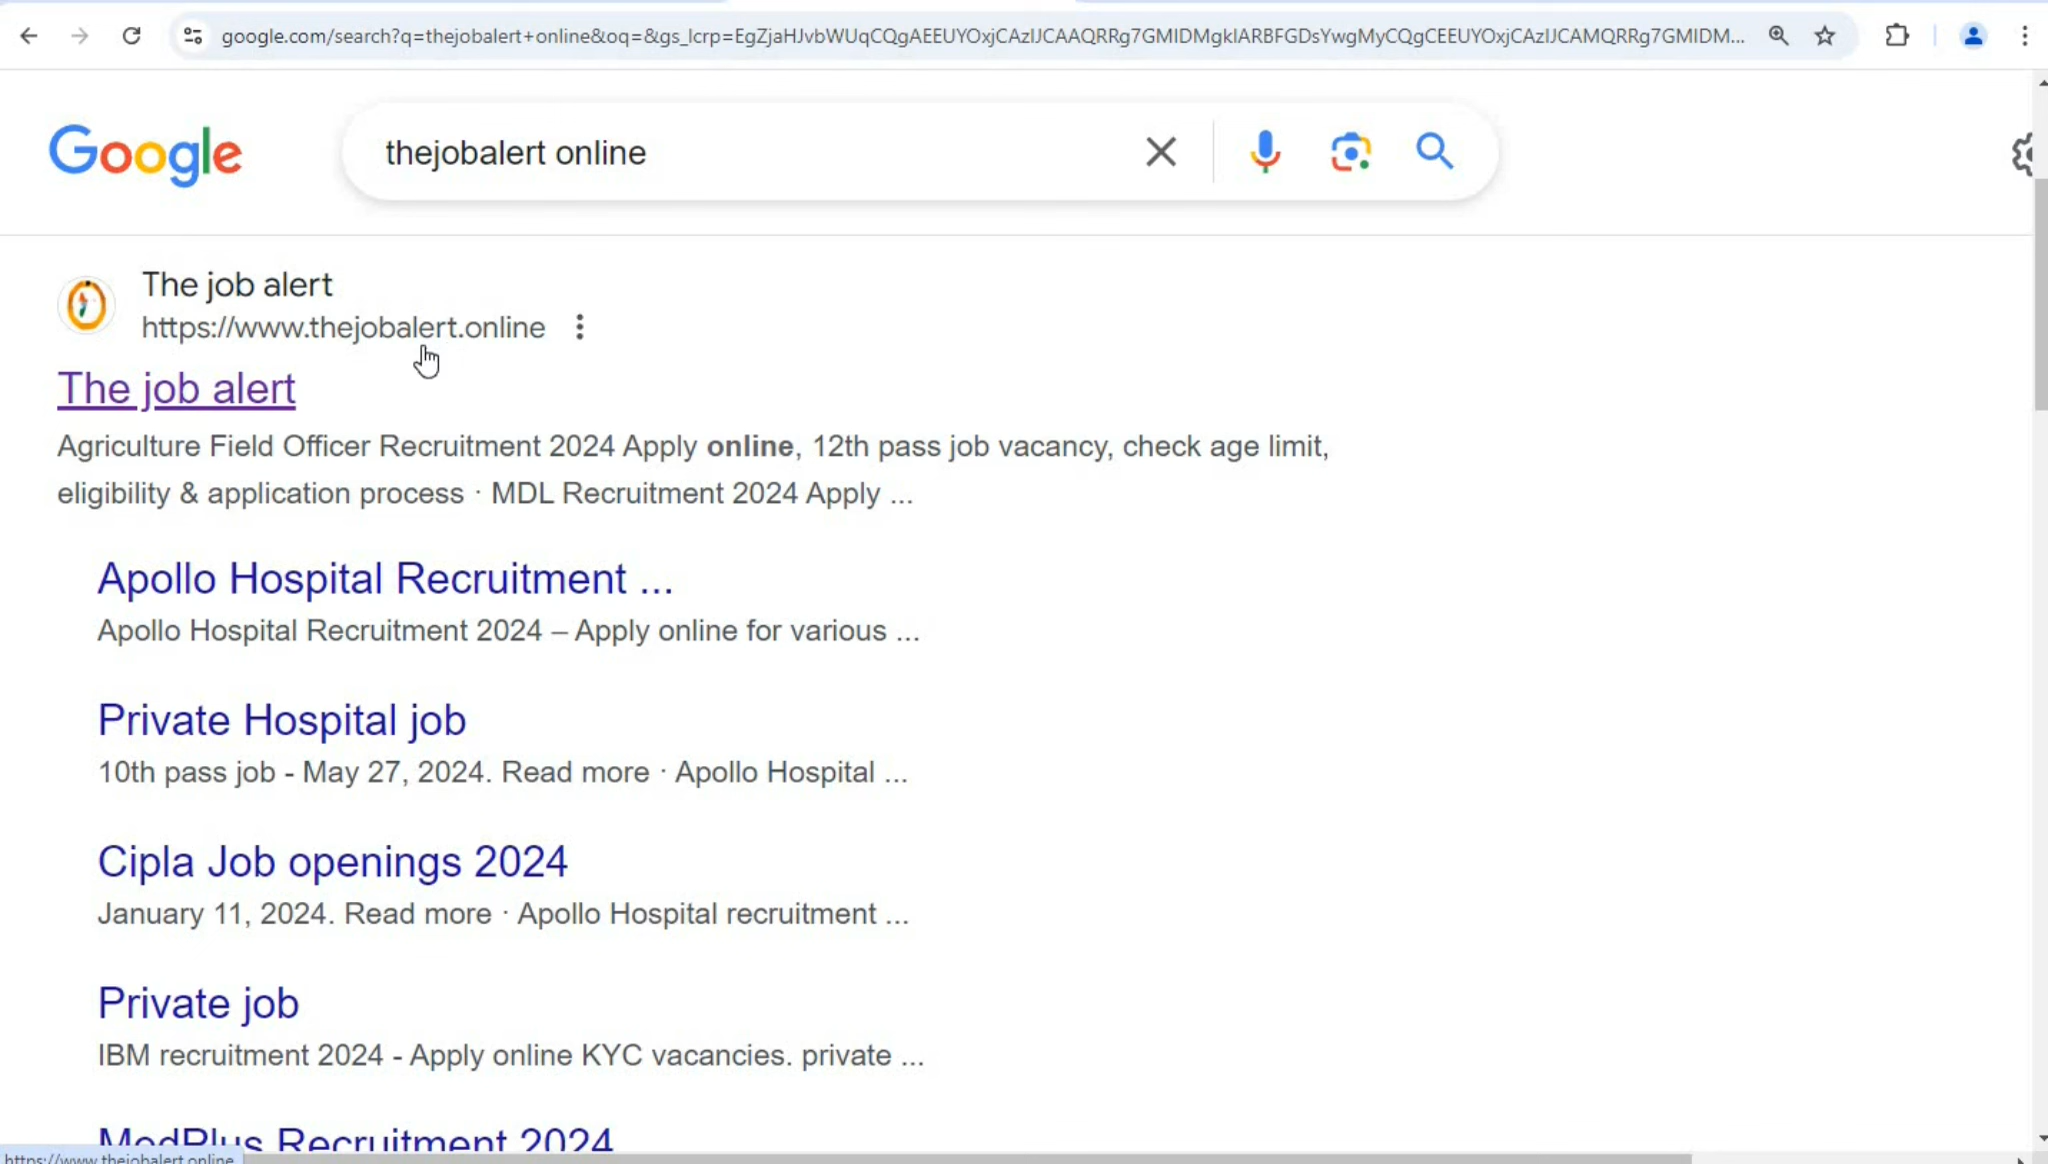 google.com/search?q=thejobalert+online&oq=&gs_lcrp=EgZjaHJvbWUqCQgAEEUYOxjCAzIJCAAQRRg7GMIDMgkIARBFGDsYwgMyCQgCEEUYOxjCAzIJCAMQRRg7GMIDM...
Google
thejobalert online
The job alert
https://www.thejobalert.online
The job alert
Agriculture Field Officer Recruitment 2024 Apply online, 12th pass job vacancy, check age limit,
eligibility & application process · MDL Recruitment 2024 Apply ...
Apollo Hospital Recruitment ...
Apollo Hospital Recruitment 2024 – Apply online for various ...
Private Hospital job
10th pass job - May 27, 2024. Read more · Apollo Hospital ...
Cipla Job openings 2024
January 11, 2024. Read more · Apollo Hospital recruitment ...
Private job
IBM recruitment 2024 - Apply online KYC vacancies. private ...
MedPlus Recruitment 2024
https://www.thejobalert.online